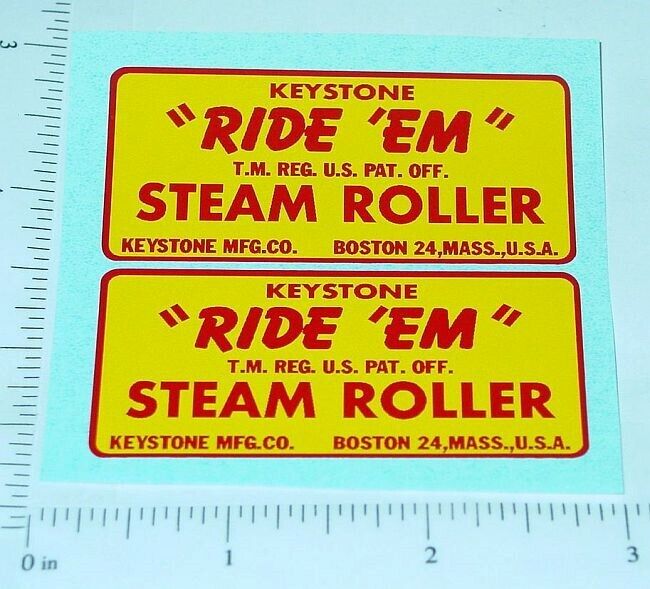 KEYSTONE
"RIDE 'EM"
T.M. REG. U.S. PAT. OFF.
STEAM ROLLER
KEYSTONE MFG.CO. BOSTON 24,MASS.,U.S.A.
KEYSTONE
"RIDE 'EM"
T.M. REG. U.S. PAT. OFF.
STEAM ROLLER
KEYSTONE MFG.CO. BOSTON 24,MASS.,U.S.A.
3
0 in 1 2 3